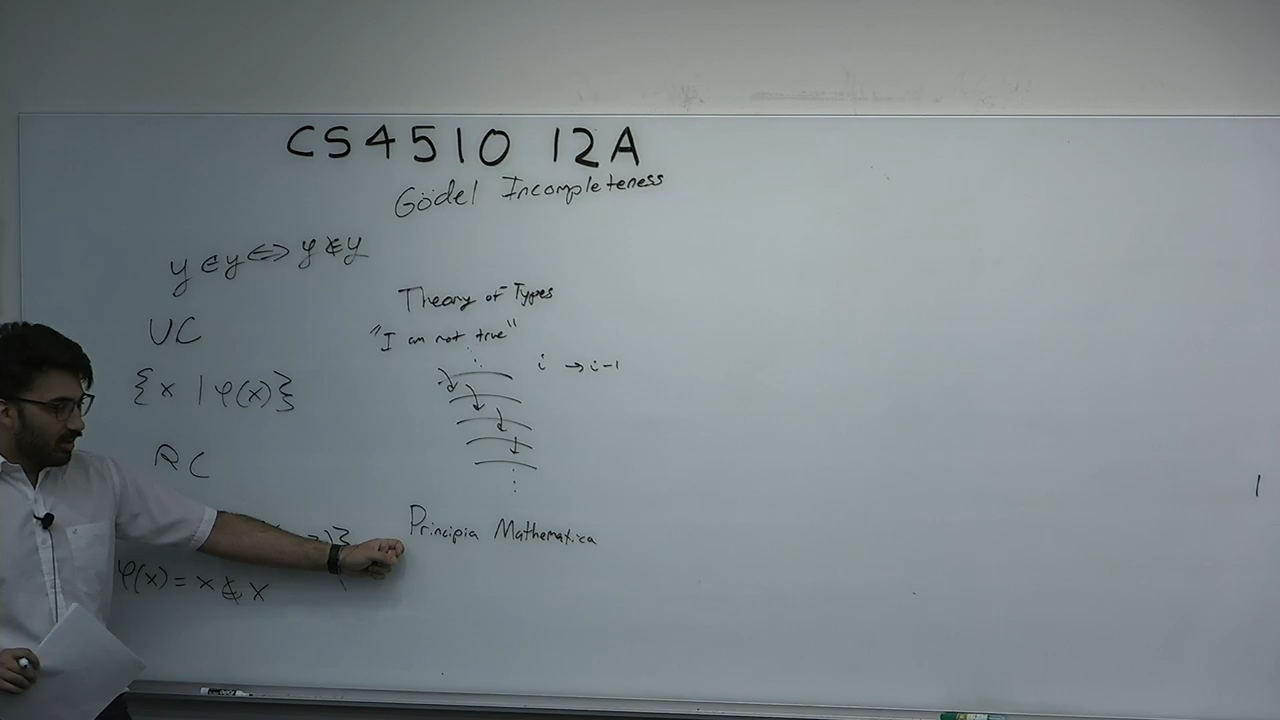 CS4510 12A
Gödel Incompleteness
y∈y⇔y∉y
UC
{x | φ(x)}
RC
φ(x) = x ∉ x
Theory of Types
"I am not true"
i → i-1
Principia Mathematica